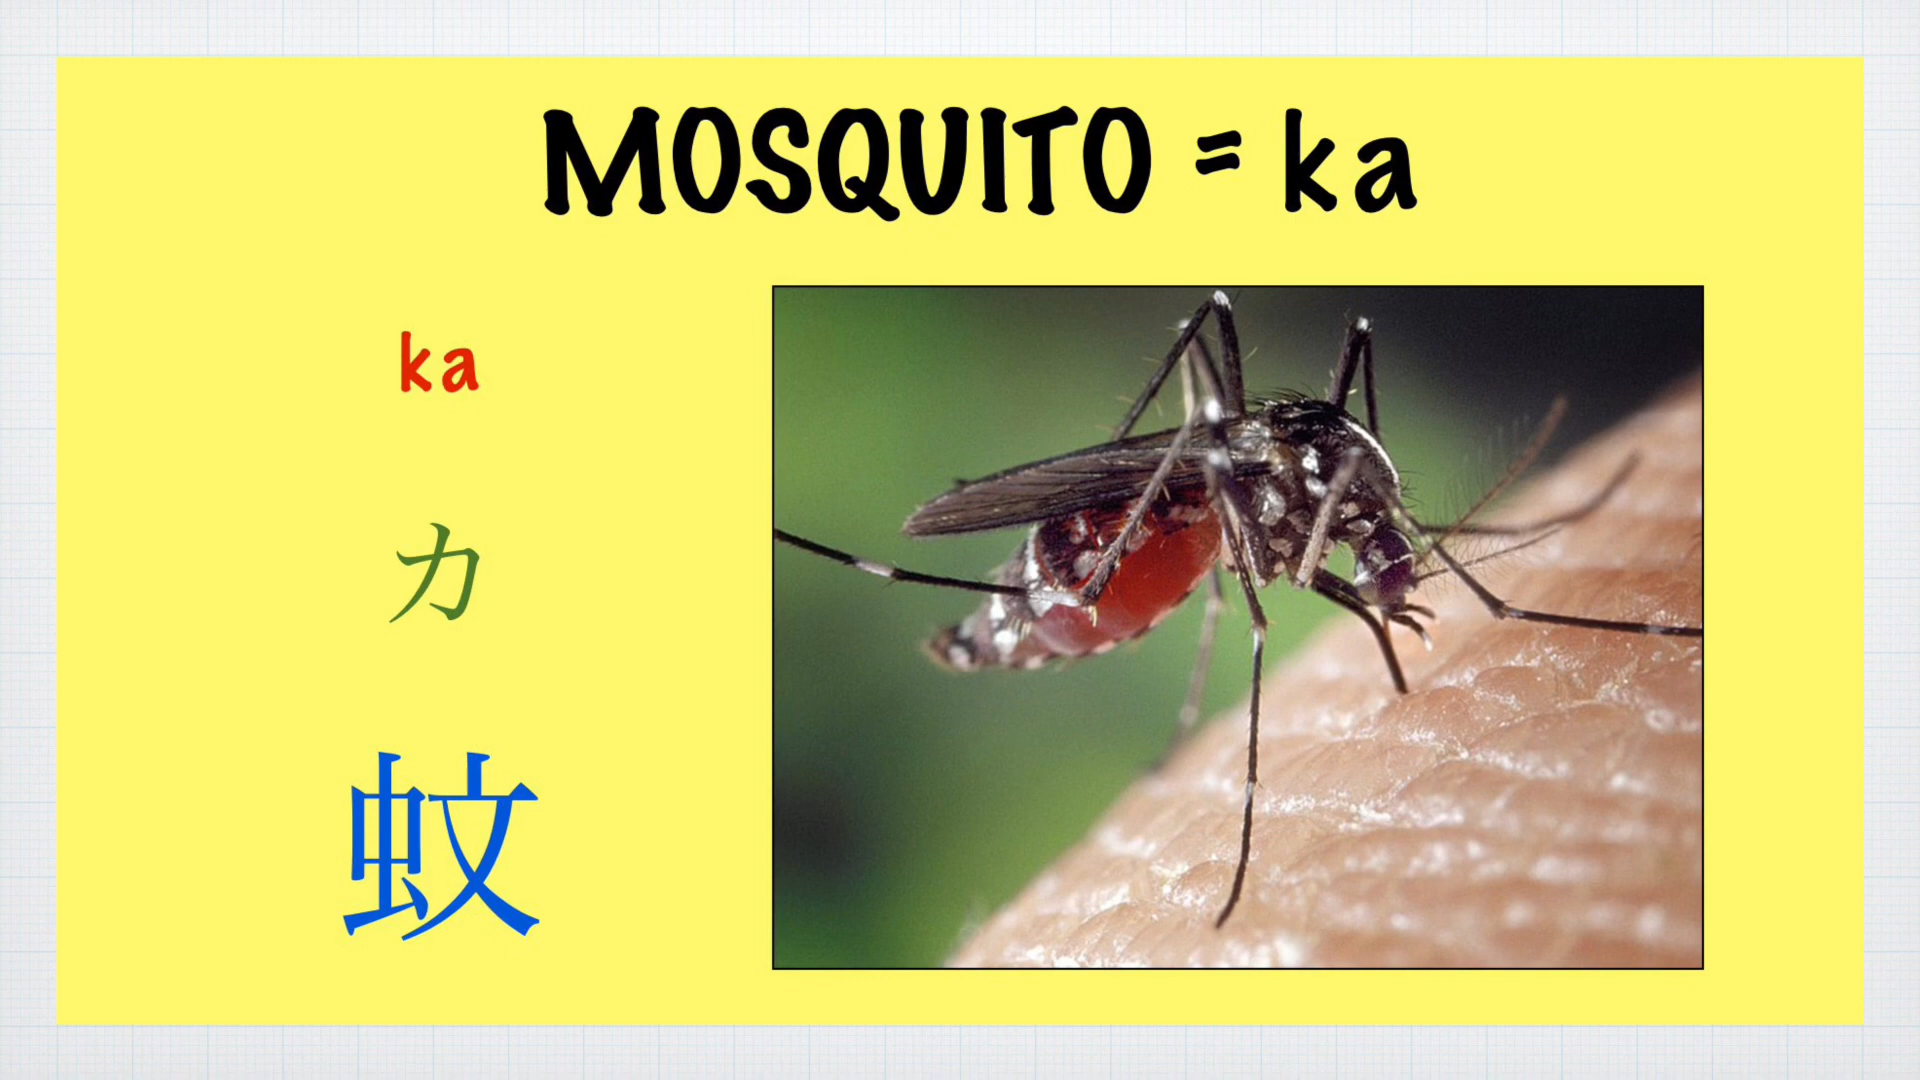 MOSQUITO = ka
ka
カ
蚊